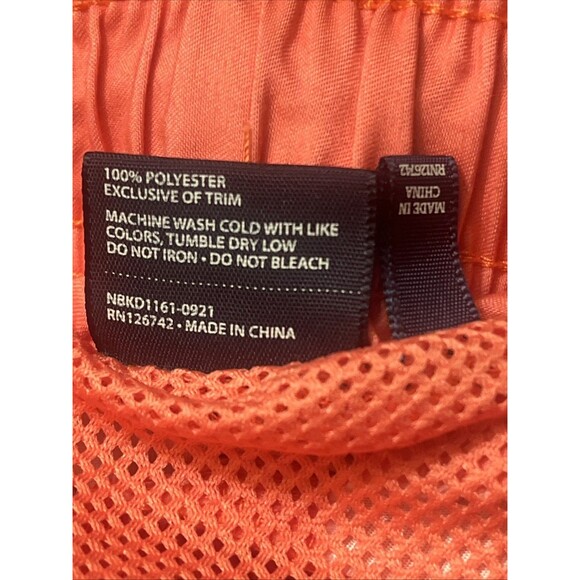 100% POLYESTER
EXCLUSIVE OF TRIM
MACHINE WASH COLD WITH LIKE
COLORS, TUMBLE DRY LOW
DO NOT IRON • DO NOT BLEACH
NBKD1161-0921
RN126742 • MADE IN CHINA
MADE IN
CHINA
RN126742